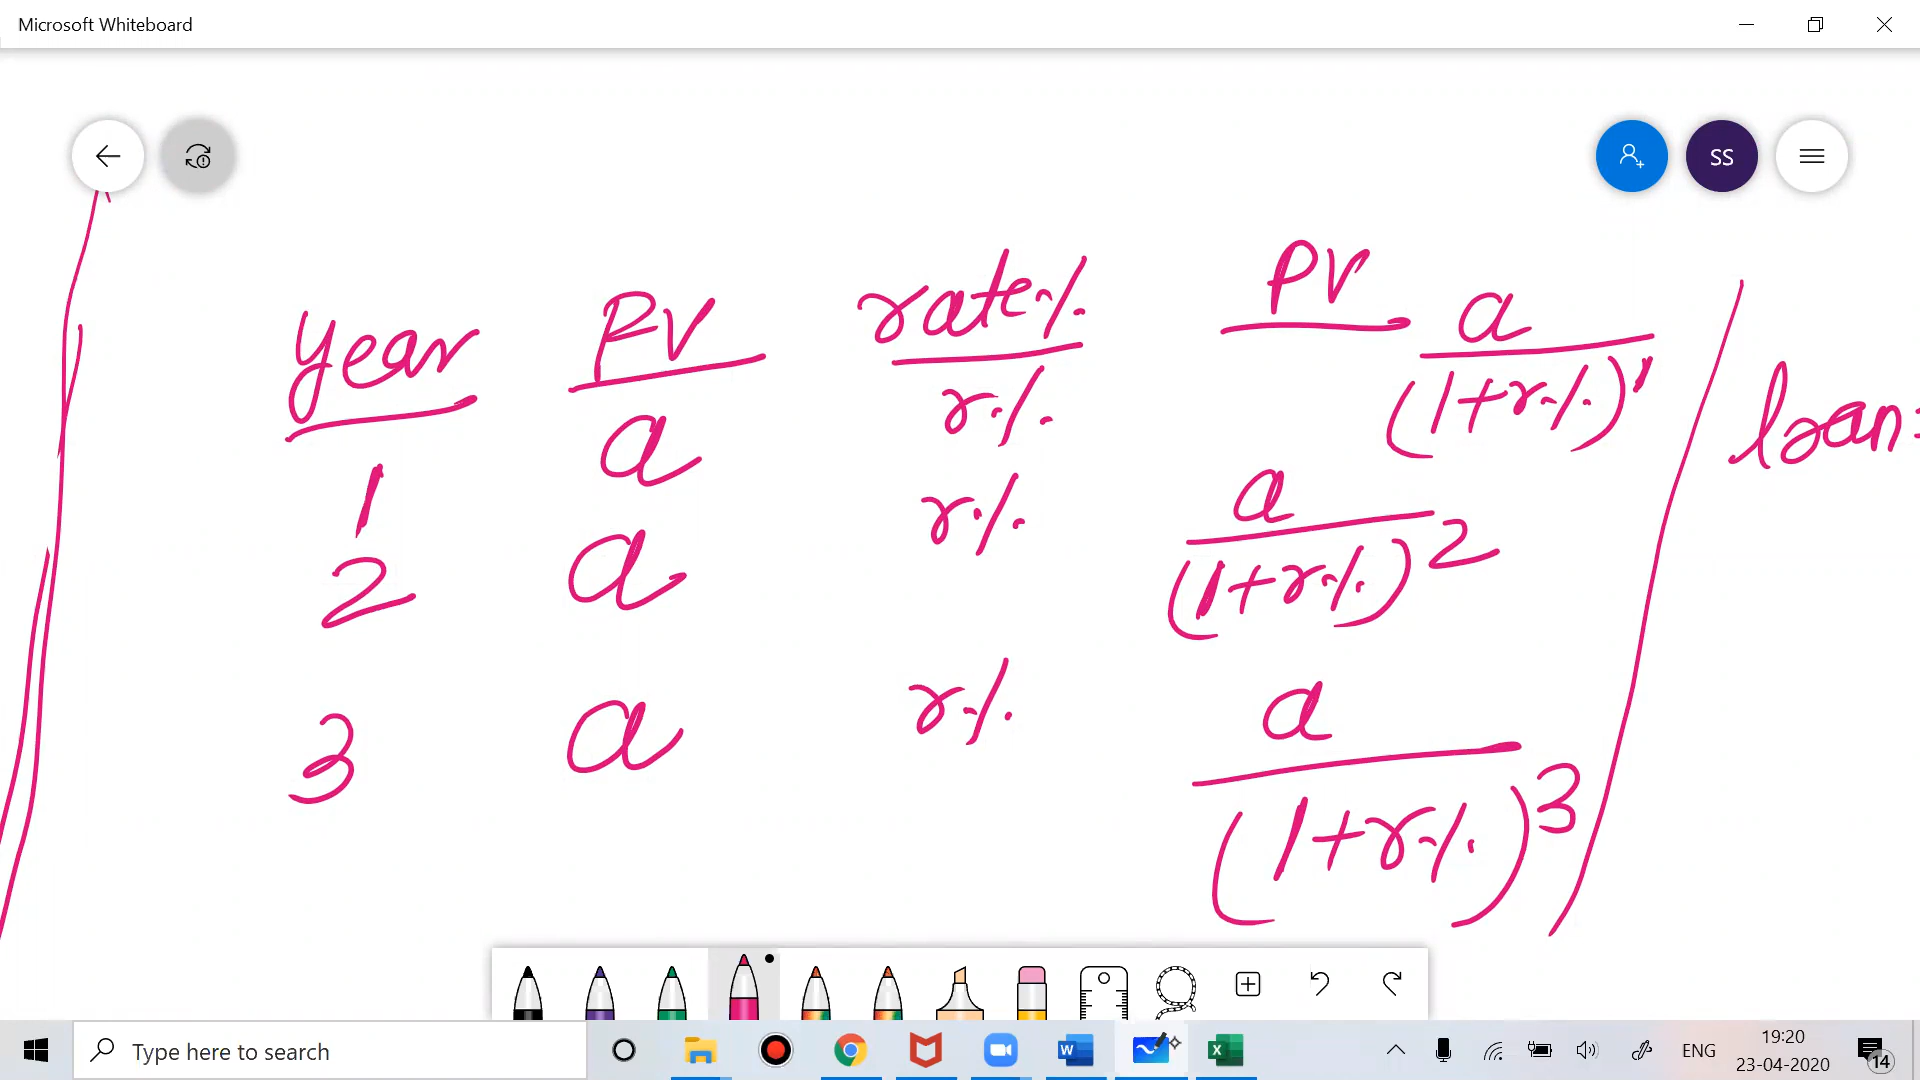 Microsoft Whiteboard
SS
year PV rate% PV
1 a r% a/(1+r%)^1
2 a r% a/(1+r%)^2
3 a r% a/(1+r%)^3
loan:
Type here to search
ENG
19:20
23-04-2020
14